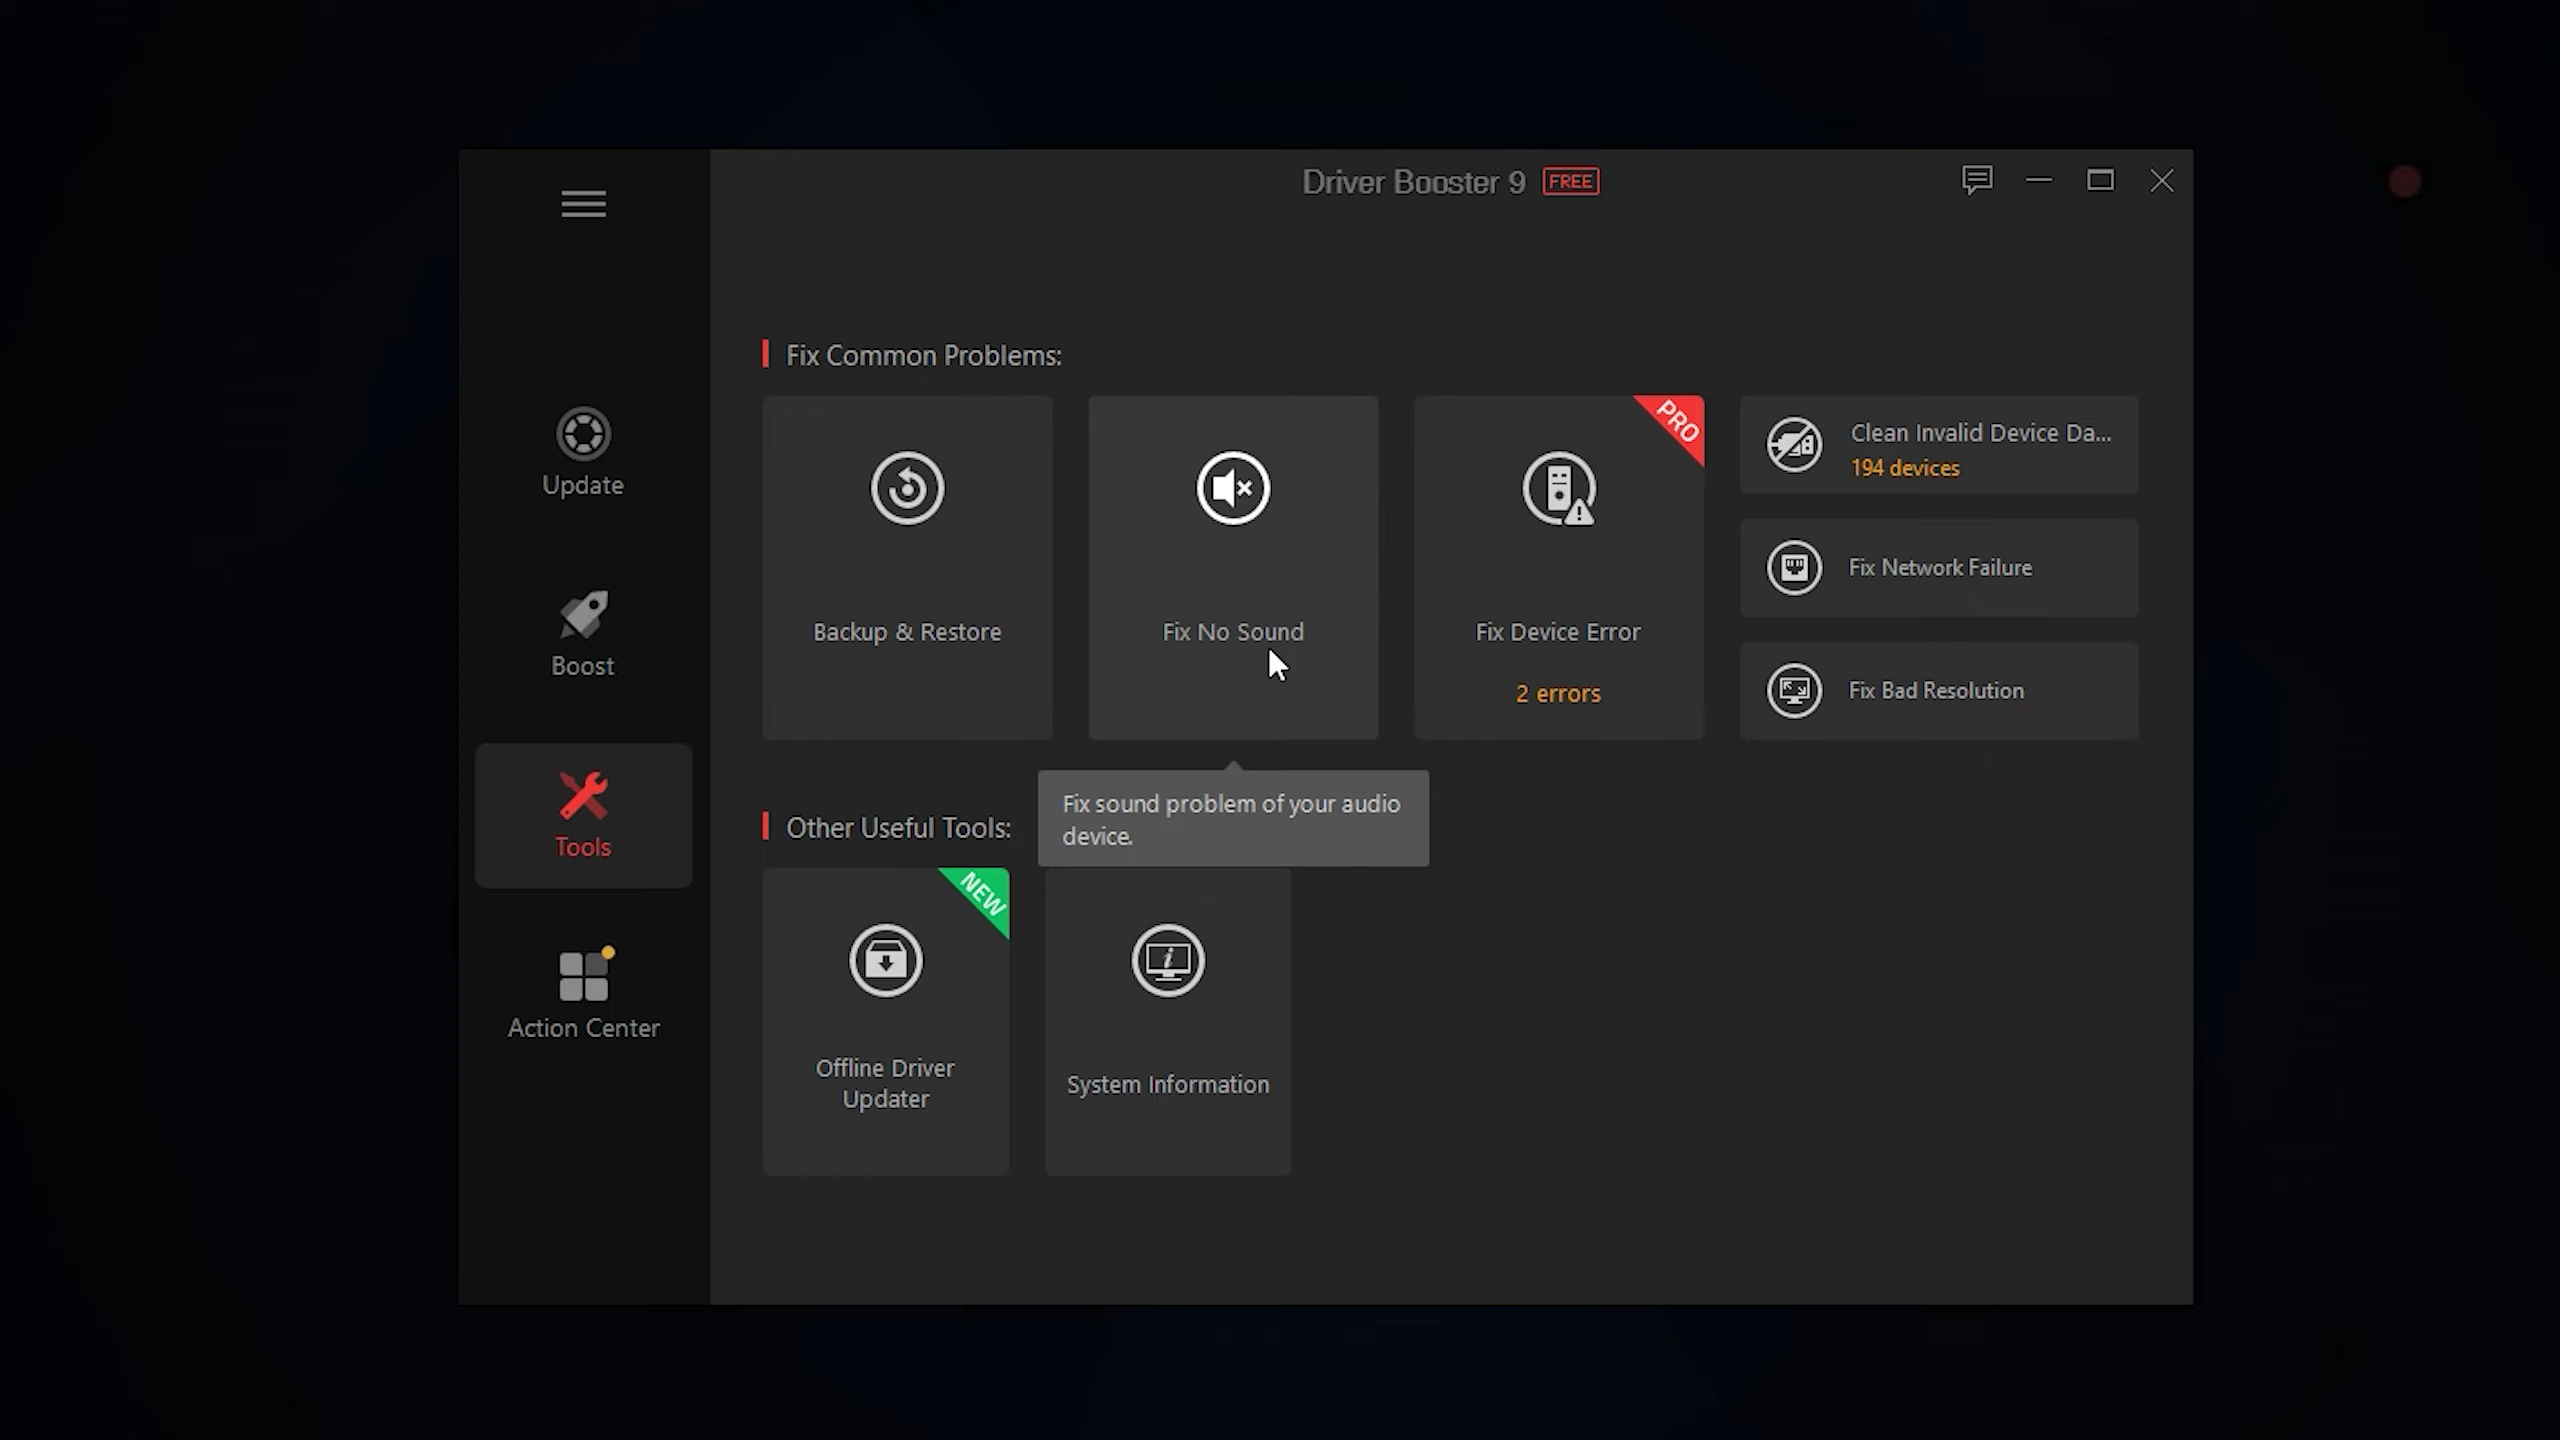 Driver Booster 9 FREE
Update
Boost
Tools
Action Center
Fix Common Problems:
Backup & Restore
Fix No Sound
PRO
Fix Device Error
2 errors
Clean Invalid Device Da...
194 devices
Fix Network Failure
Fix Bad Resolution
Fix sound problem of your audio
device.
Other Useful Tools:
NEW
Offline Driver
Updater
System Information